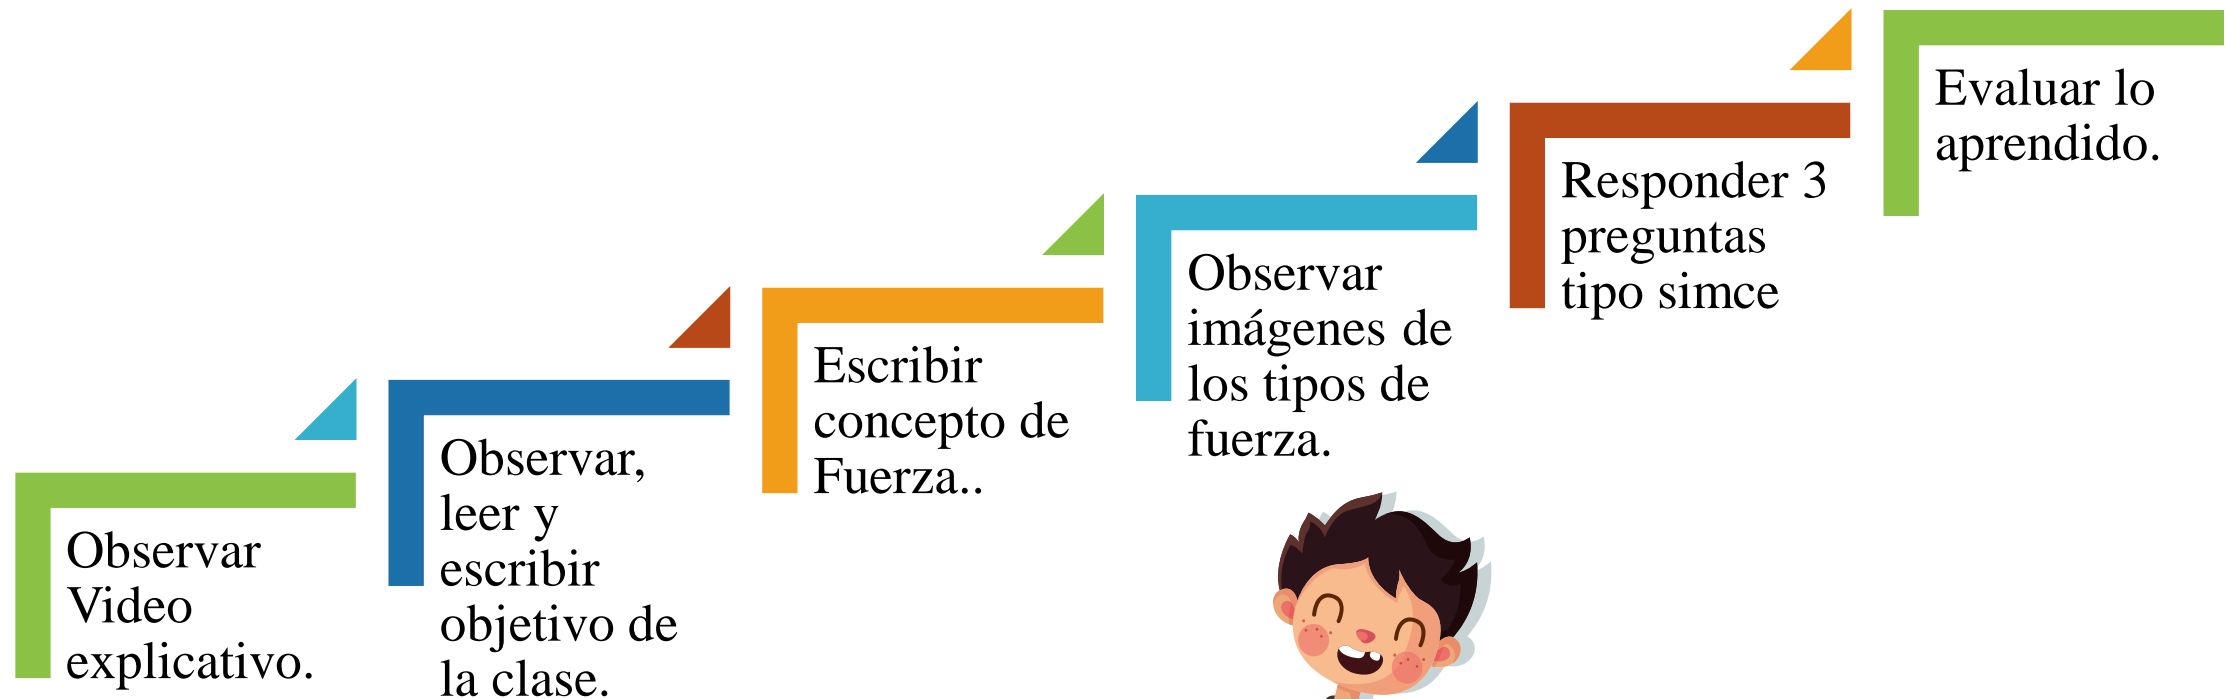 Observar
Video
explicativo.
Observar,
leer y
escribir
objetivo de
la clase.
Escribir
concepto de
Fuerza..
Observar
imágenes de
los tipos de
fuerza.
Responder 3
preguntas
tipo simce
Evaluar lo
aprendido.